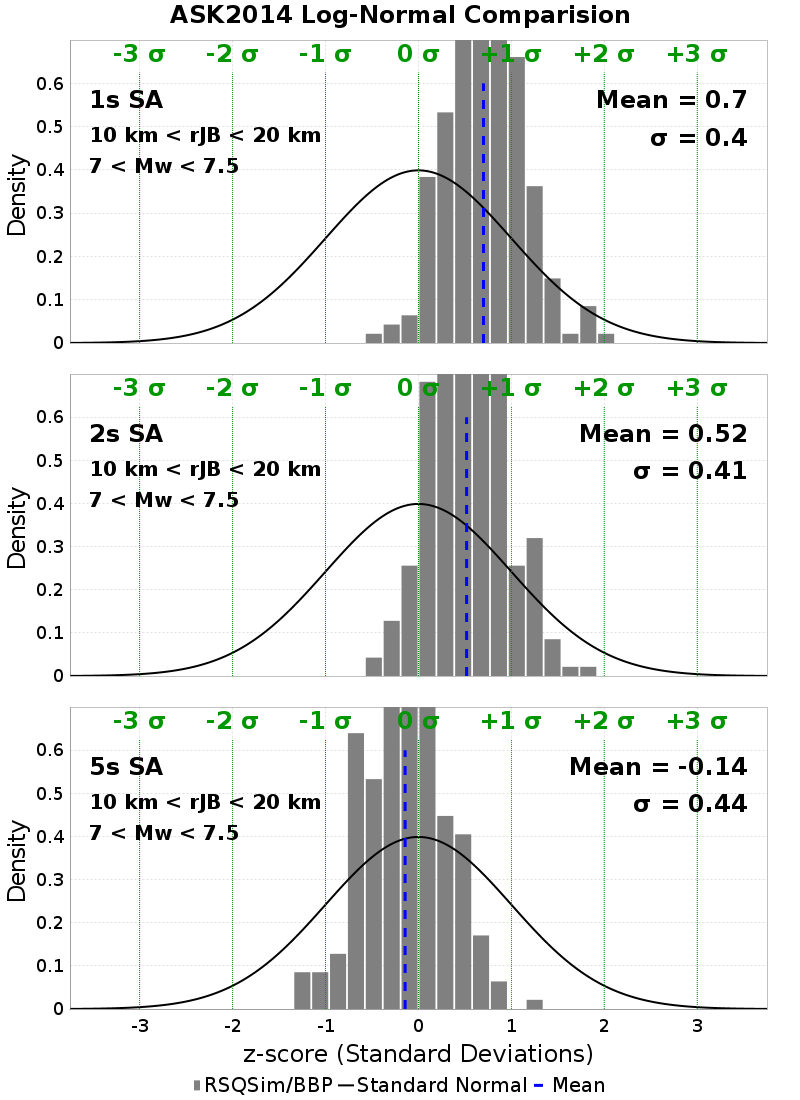 ASK2014 Log-Normal Comparision
-3 σ -2 σ -1 σ 0 σ +1 σ +2 σ +3 σ
1s SA Mean = 0.7
10 km < rJB < 20 km σ = 0.4
7 < Mw < 7.5
Density
0.6
0.5
0.4
0.3
0.2
0.1
0
-3 σ -2 σ -1 σ 0 σ +1 σ +2 σ +3 σ
2s SA Mean = 0.52
10 km < rJB < 20 km σ = 0.41
7 < Mw < 7.5
Density
0.6
0.5
0.4
0.3
0.2
0.1
0
-3 σ -2 σ -1 σ 0 σ +1 σ +2 σ +3 σ
5s SA Mean = -0.14
10 km < rJB < 20 km σ = 0.44
7 < Mw < 7.5
Density
0.6
0.5
0.4
0.3
0.2
0.1
0
-3 -2 -1 0 1 2 3
z-score (Standard Deviations)
RSQSim/BBP Standard Normal Mean